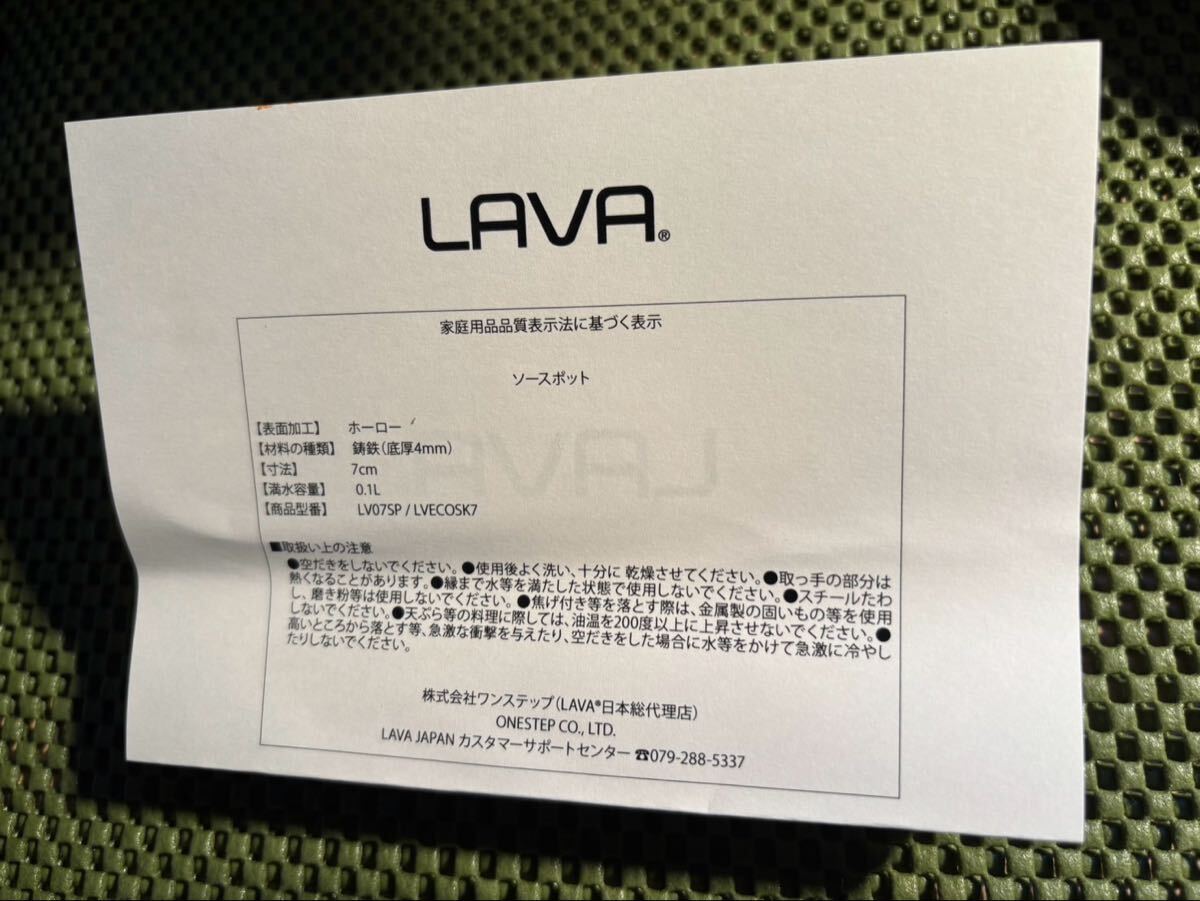 LAVA®
家庭用品品質表示法に基づく表示
ソースポット
【表面加工】 ホーロー
【材料の種類】 鋳鉄(底厚4mm)
【寸法】 7cm
【満水容量】 0.1L
【商品型番】 LV07SP / LVECOSK7
■取扱い上の注意
●空だきをしないでください。●使用後よく洗い、十分に 乾燥させてください。●取っ手の部分は
熱くなることがあります。●縁まで水等を満たした状態で使用しないでください。●スチールたわ
し、磨き粉等は使用しないでください。●焦げ付き等を落とす際は、金属製の固いもの等を使用
しないでください。●天ぷら等の料理に際しては、油温を200度以上に上昇させないでください。●
高いところから落とす等、急激な衝撃を与えたり、空だきをした場合に水等をかけて急激に冷やし
たりしないでください。
株式会社ワンステップ(LAVA®日本総代理店)
ONESTEP CO., LTD.
LAVA JAPAN カスタマーサポートセンター ☎079-288-5337